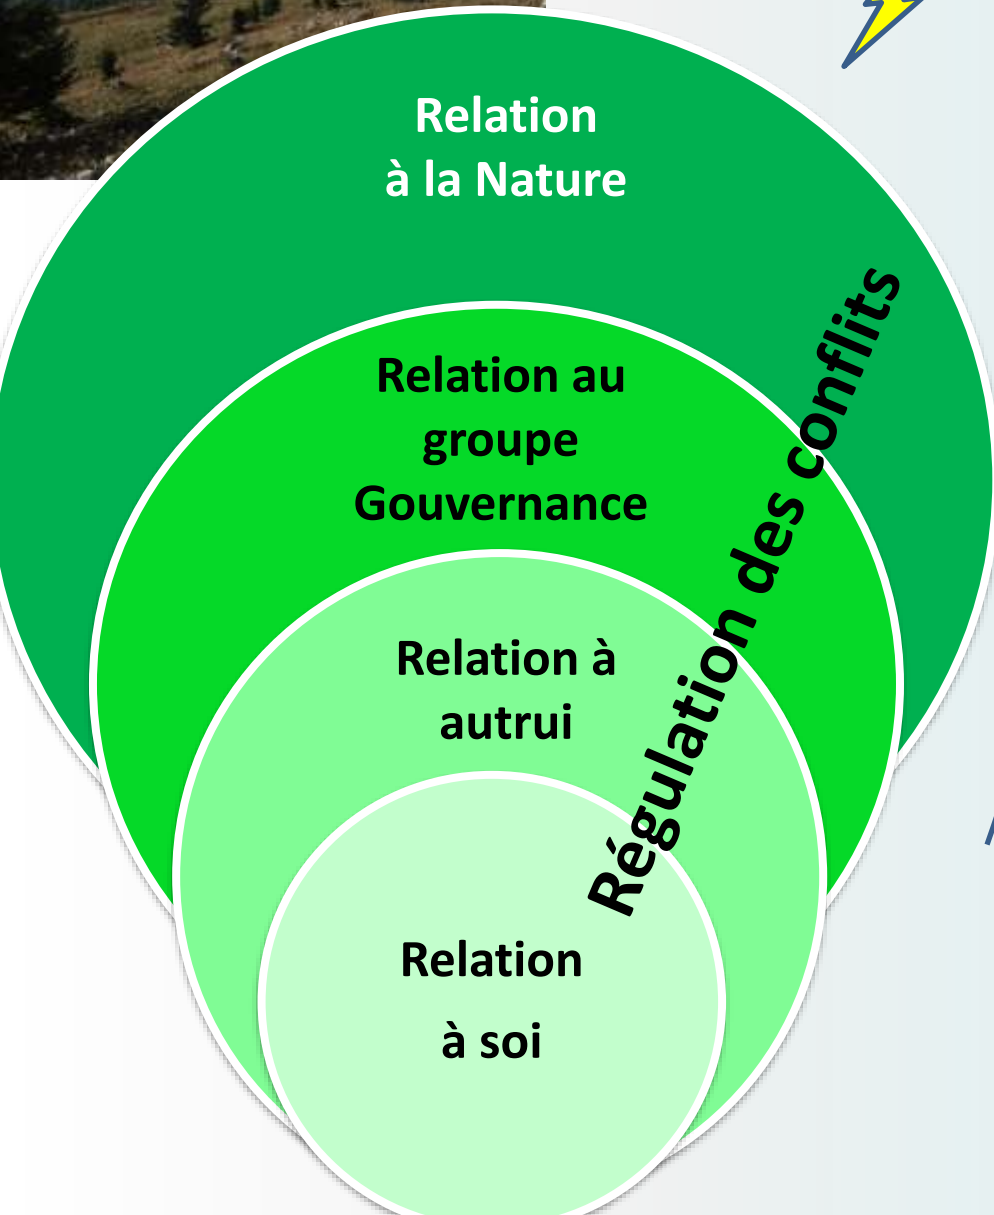 Relation
à la Nature
Relation au
groupe
Gouvernance
Relation à
autrui
Relation
à soi
Régulation des conflits